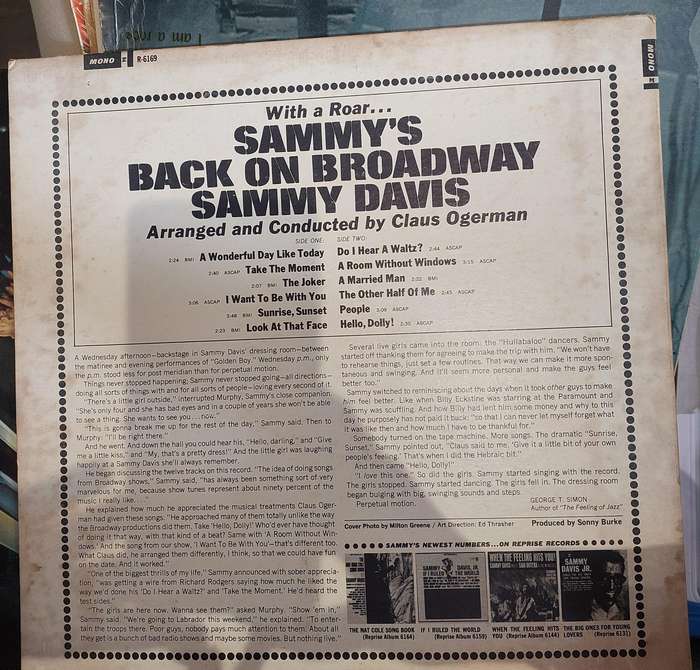 I am a rock
MONO R-6169
MONO
With a Roar...
SAMMY'S
BACK ON BROADWAY
SAMMY DAVIS
Arranged and Conducted by Claus Ogerman
SIDE ONE:
2:24 BMI A Wonderful Day Like Today
2:40 ASCAP Take The Moment
2:07 BMI The Joker
3:06 ASCAP I Want To Be With You
3:48 BMI Sunrise, Sunset
2:23 BMI Look At That Face
SIDE TWO:
Do I Hear A Waltz? 2:44 ASCAP
A Room Without Windows 3:15 ASCAP
A Married Man 2:02 BMI
The Other Half Of Me 2:45 ASCAP
People 3:09 ASCAP
Hello, Dolly! 2:30 ASCAP
A Wednesday afternoon—backstage in Sammy Davis' dressing room—between
the matinee and evening performances of "Golden Boy." Wednesday p.m., only
the p.m. stood less for post meridian than for perpetual motion.
Things never stopped happening; Sammy never stopped going—all directions—
doing all sorts of things with and for all sorts of people—loving every second of it.
"There's a little girl outside," interrupted Murphy, Sammy's close companion.
"She's only four and she has bad eyes and in a couple of years she won't be able
to see a thing. She wants to see you . . . now."
"This is gonna break me up for the rest of the day," Sammy said. Then to
Murphy: "I'll be right there."
And he went. And down the hall you could hear his, "Hello, darling," and "Give
me a little kiss," and "My, that's a pretty dress!" And the little girl was laughing
happily at a Sammy Davis she'll always remember.
He began discussing the twelve tracks on this record. "The idea of doing songs
from Broadway shows," Sammy said, "has always been something sort of very
marvelous for me, because show tunes represent about ninety percent of the
music I really like. . ."
He explained how much he appreciated the musical treatments Claus Oger-
man had given these songs. "He approached many of them totally unlike the way
the Broadway productions did them. Take 'Hello, Dolly!' Who'd ever have thought
of doing it that way, with that kind of a beat? Same with 'A Room Without Win-
dows.' And the song from our show, 'I Want To Be With You'—that's different too.
What Claus did, he arranged them differently, I think, so that we could have fun
on the date. And it worked."
"One of the biggest thrills of my life," Sammy announced with sober apprecia-
tion, "was getting a wire from Richard Rodgers saying how much he liked the
way we'd done his 'Do I Hear a Waltz?' and 'Take the Moment.' He'd heard the
test sides."
"The girls are here now. Wanna see them?" asked Murphy. "Show 'em in,"
Sammy said. "We're going to Labrador this weekend," he explained. "To enter-
tain the troops there. Poor guys, nobody pays much attention to them. About all
they get is a bunch of bad radio shows and maybe some movies. But nothing live."
Several live girls came into the room: the "Hullabaloo" dancers. Sammy
started off thanking them for agreeing to make the trip with him. "We won't have
to rehearse things, just set a few routines. That way, we can make it more spon-
taneous and swinging. And it'll seem more personal and make the guys feel
better too."
Sammy switched to reminiscing about the days when it took other guys to make
him feel better. Like when Billy Eckstine was starring at the Paramount and
Sammy was scuffling. And how Billy had lent him some money and why to this
day he purposely has not paid it back: "so that I can never let myself forget what
it was like then and how much I have to be thankful for."
Somebody turned on the tape machine. More songs. The dramatic "Sunrise,
Sunset," Sammy pointed out, "Claus said to me, 'Give it a little bit of your own
people's feeling.' That's when I did the Hebraic bit."
And then came "Hello, Dolly!"
"I love this one." So did the girls. Sammy started singing with the record.
The girls stopped. Sammy started dancing. The girls fell in. The dressing room
began bulging with big, swinging sounds and steps.
Perpetual motion.
GEORGE T. SIMON
Author of "The Feeling of Jazz"
Cover Photo by Milton Greene / Art Direction: Ed Thrasher Produced by Sonny Burke
SAMMY'S NEWEST NUMBERS...ON REPRISE RECORDS
IF I RULED THE WORLD
WHEN THE FEELING HITS YOU!
SAMMY DAVIS JR.
THE NAT COLE SONG BOOK
(Reprise Album 6164)
IF I RULED THE WORLD
(Reprise Album 6159)
WHEN THE FEELING HITS
YOU (Reprise Album 6144)
THE BIG ONES FOR YOUNG
LOVERS (Reprise 6131)